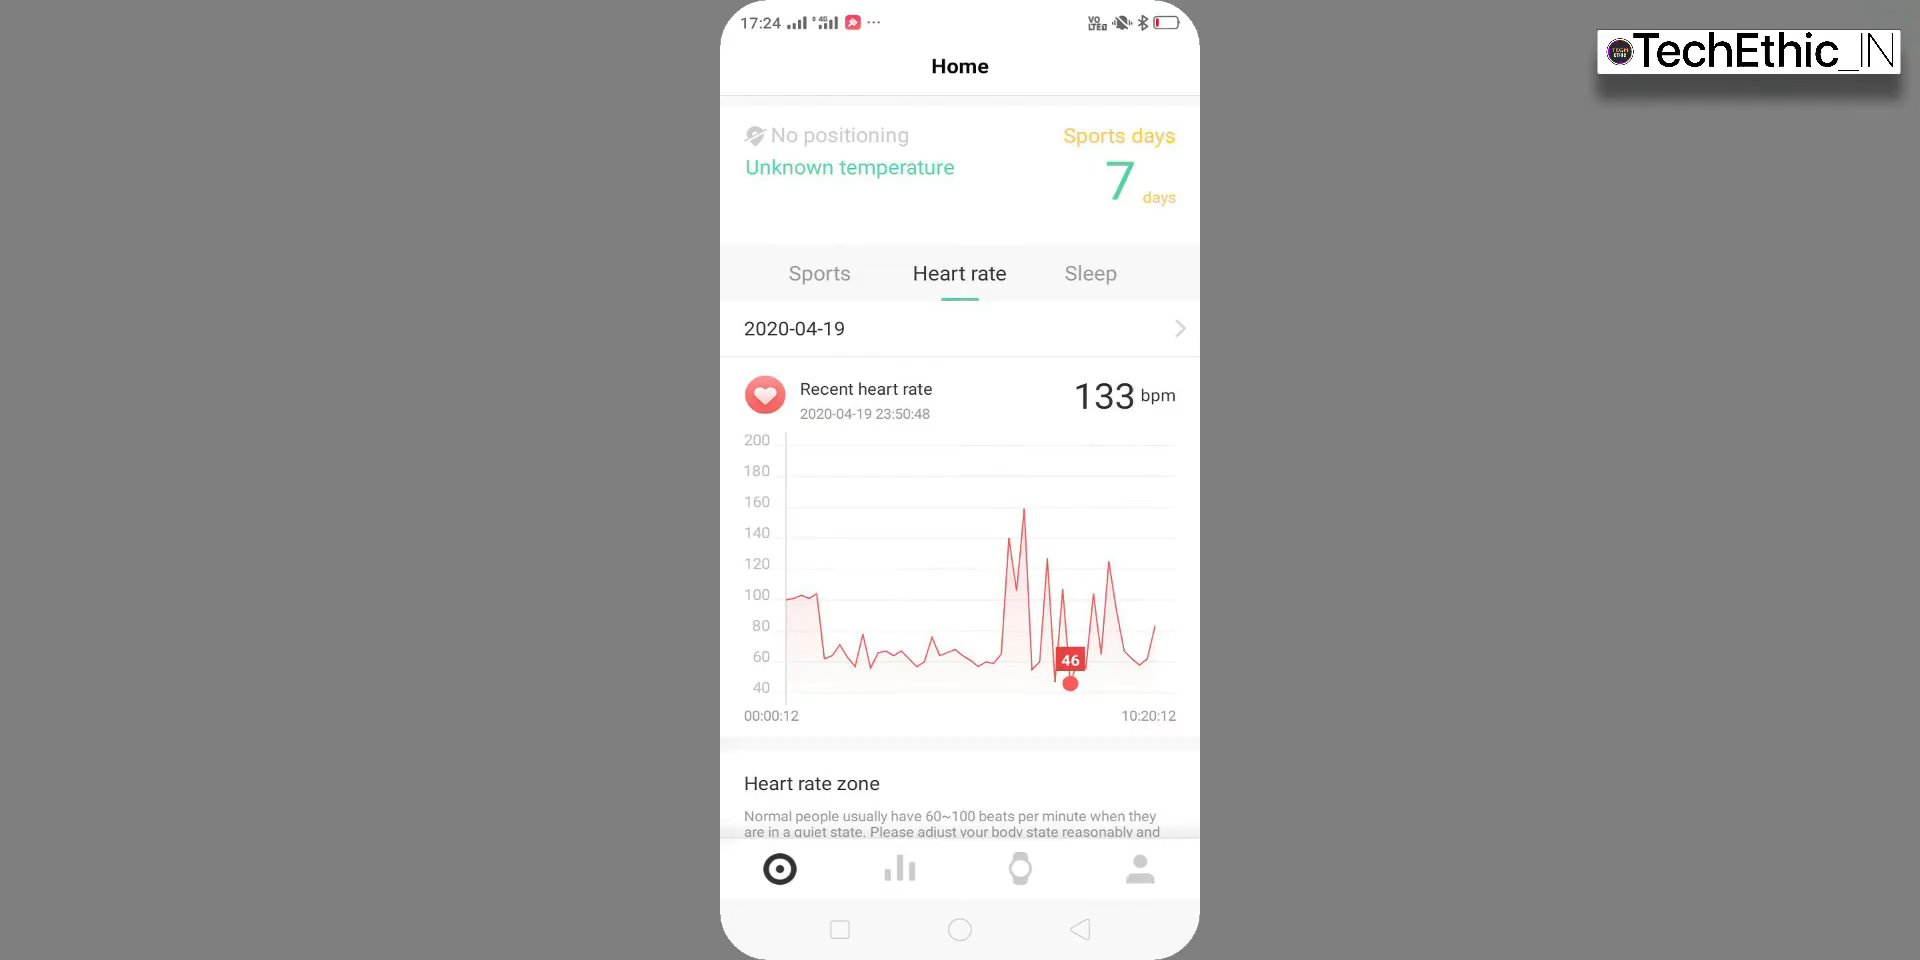 17:24
4G
VO
LTE
TechEthic_IN
Home
No positioning
Sports days
Unknown temperature
7 days
Sports Heart rate Sleep
2020-04-19
Recent heart rate
133 bpm
2020-04-19 23:50:48
200
180
160
140
120
100
80
60
46
40
00:00:12 10:20:12
Heart rate zone
Normal people usually have 60~100 beats per minute when they
are in a quiet state. Please adjust your body state reasonably and